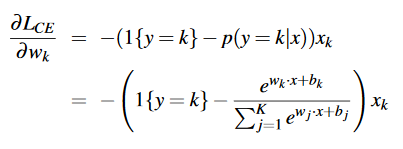 ∂L_CE/∂w_k = −(1{y=k} − p(y=k|x))x_k
= −(1{y=k} − e^{w_k·x+b_k} / ∑_{j=1}^{K} e^{w_j·x+b_j}) x_k